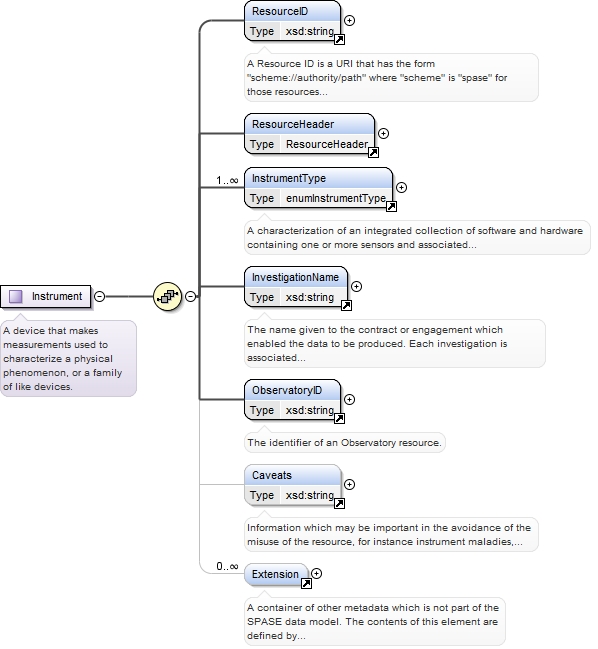 ResourceID
Type xsd:string
A Resource ID is a URI that has the form
"scheme://authority/path" where "scheme" is "spase" for
those resources...
ResourceHeader
Type ResourceHeader
1..∞
InstrumentType
Type enumInstrumentType
A characterization of an integrated collection of software and hardware
containing one or more sensors and associated...
InvestigationName
Type xsd:string
The name given to the contract or engagement which
enabled the data to be produced. Each investigation is
associated...
Instrument
A device that makes
measurements used to
characterize a physical
phenomenon, or a family
of like devices.
ObservatoryID
Type xsd:string
The identifier of an Observatory resource.
Caveats
Type xsd:string
Information which may be important in the avoidance of the
misuse of the resource, for instance instrument maladies,...
0..∞
Extension
A container of other metadata which is not part of the
SPASE data model. The contents of this element are
defined by...